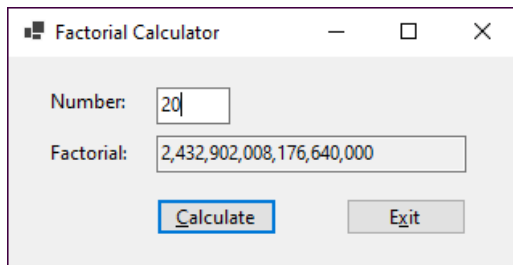 Factorial Calculator
Number: 20
Factorial: 2,432,902,008,176,640,000
Calculate Exit